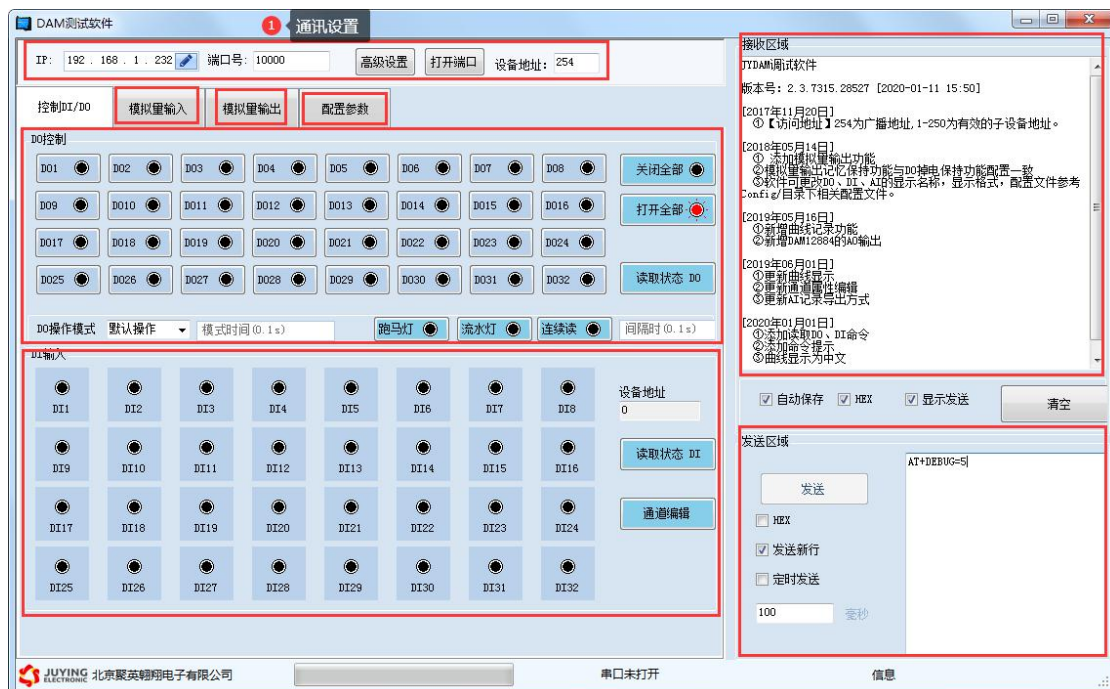 DAM测试软件
1 通讯设置
IP: 192 . 168 . 1 . 232 端口号: 10000 高级设置 打开端口 设备地址: 254
控制DI/DO 模拟量输入 模拟量输出 配置参数
DO控制
DO1 DO2 DO3 DO4 DO5 DO6 DO7 DO8 关闭全部
DO9 DO10 DO11 DO12 DO13 DO14 DO15 DO16 打开全部
DO17 DO18 DO19 DO20 DO21 DO22 DO23 DO24
DO25 DO26 DO27 DO28 DO29 DO30 DO31 DO32 读取状态 DO
DO操作模式 默认操作 模式时间(0.1s) 跑马灯 流水灯 连续读 间隔时(0.1s)
DI输入
DI1 DI2 DI3 DI4 DI5 DI6 DI7 DI8
设备地址
0
DI9 DI10 DI11 DI12 DI13 DI14 DI15 DI16
读取状态 DI
DI17 DI18 DI19 DI20 DI21 DI22 DI23 DI24
通道编辑
DI25 DI26 DI27 DI28 DI29 DI30 DI31 DI32
接收区域
JYDAM调试软件
版本号: 2.3.7315.28527 [2020-01-11 15:50]
[2017年11月20日]
①【访问地址】254为广播地址,1-250为有效的子设备地址。
[2018年05月14日]
① 添加模拟量输出功能
②模拟量输出记忆保持功能与DO掉电保持功能配置一致
③软件可更改DO、DI、AI的显示名称，显示格式，配置文件参考
Config/目录下相关配置文件。
[2019年05月16日]
①新增曲线记录功能
②新增DAM12884的AO输出
[2019年06月01日]
①更新曲线显示
②更新通道属性编辑
③更新AI记录导出方式
[2020年01月01日]
①添加读取DO、DI命令
②添加命令提示
③曲线显示为中文
自动保存 HEX 显示发送 清空
发送区域
AT+DEBUG=5
发送
HEX
发送新行
定时发送
100 毫秒
JUYING ELECTRONIC 北京聚英翱翔电子有限公司 串口未打开 信息